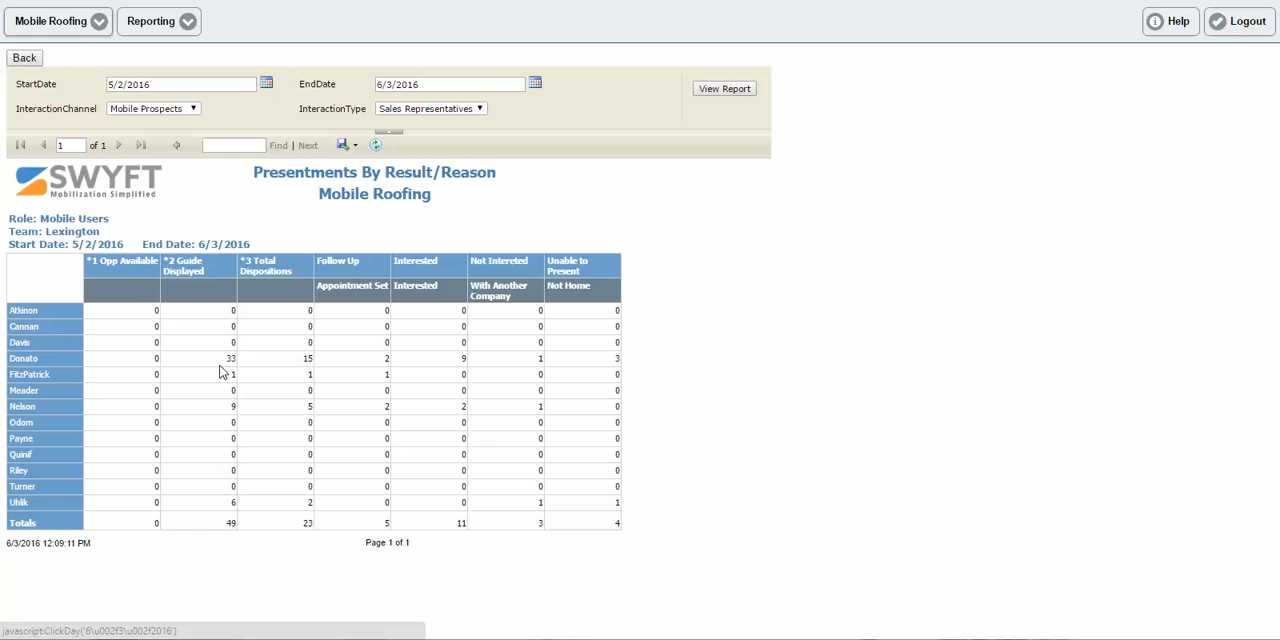 Mobile Roofing Reporting Help Logout
Back
StartDate 5/2/2016 EndDate 6/3/2016 View Report
InteractionChannel Mobile Prospects InteractionType Sales Representatives
1 of 1 Find | Next
SWYFT
Mobilization Simplified
Presentments By Result/Reason
Mobile Roofing
Role: Mobile Users
Team: Lexington
Start Date: 5/2/2016 End Date: 6/3/2016
*1 Opp Available *2 Guide Displayed *3 Total Dispositions Follow Up Interested Not Intereted Unable to Present
Appointment Set Interested With Another Company Not Home
Atkinon 0 0 0 0 0 0 0
Cannan 0 0 0 0 0 0 0
Davis 0 0 0 0 0 0 0
Donato 0 33 15 2 9 1 3
FitzPatrick 0 1 1 1 0 0 0
Meader 0 0 0 0 0 0 0
Nelson 0 9 5 2 2 1 0
Odom 0 0 0 0 0 0 0
Payne 0 0 0 0 0 0 0
Quinif 0 0 0 0 0 0 0
Riley 0 0 0 0 0 0 0
Turner 0 0 0 0 0 0 0
Uhlik 0 6 2 0 0 1 1
Totals 0 49 23 5 11 3 4
6/3/2016 12:09:11 PM Page 1 of 1
javascript:ClickDay('6\u002f3\u002f2016')